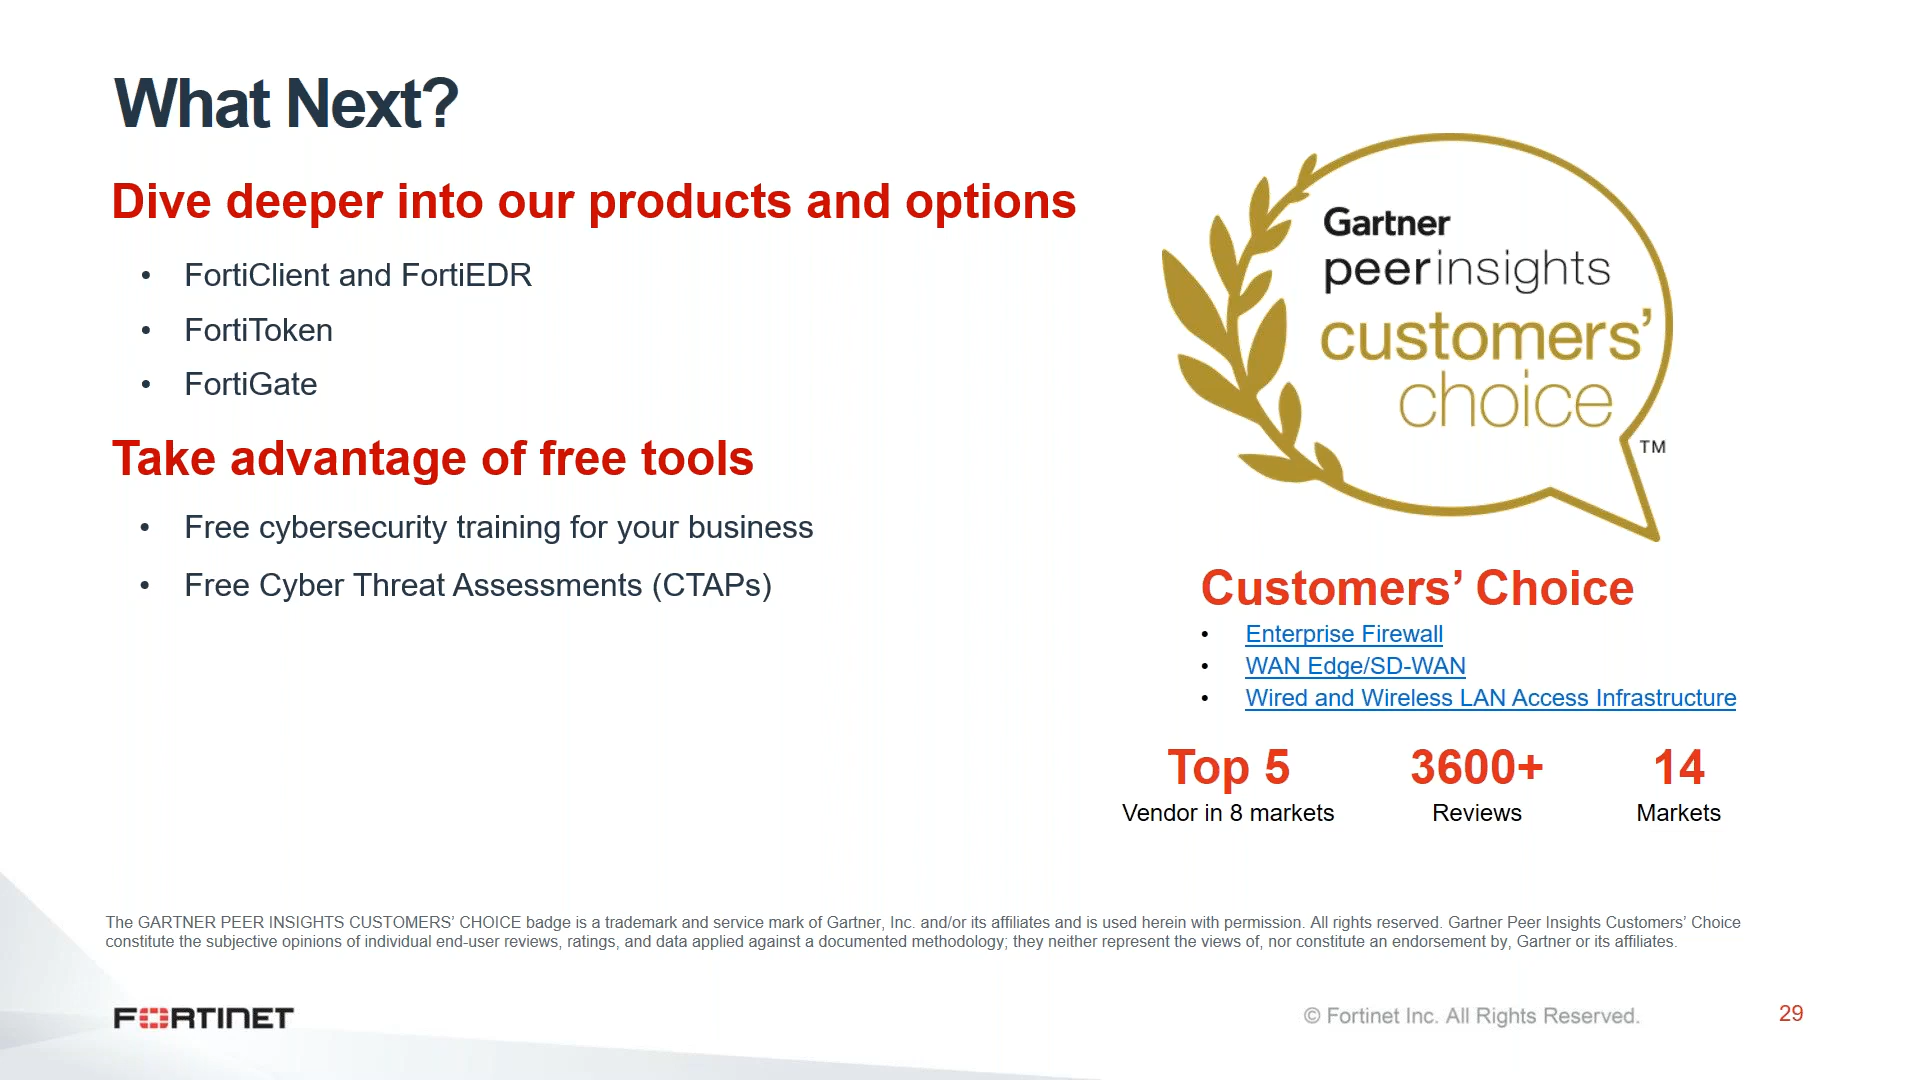 What Next?
Dive deeper into our products and options
• FortiClient and FortiEDR
• FortiToken
• FortiGate
Take advantage of free tools
• Free cybersecurity training for your business
• Free Cyber Threat Assessments (CTAPs)
Gartner
peerinsights
customers’
choice
TM
Customers’ Choice
• Enterprise Firewall
• WAN Edge/SD-WAN
• Wired and Wireless LAN Access Infrastructure
Top 5
Vendor in 8 markets
3600+
Reviews
14
Markets
The GARTNER PEER INSIGHTS CUSTOMERS’ CHOICE badge is a trademark and service mark of Gartner, Inc. and/or its affiliates and is used herein with permission. All rights reserved. Gartner Peer Insights Customers’ Choice
constitute the subjective opinions of individual end-user reviews, ratings, and data applied against a documented methodology; they neither represent the views of, nor constitute an endorsement by, Gartner or its affiliates.
FORTINET
© Fortinet Inc. All Rights Reserved.
29